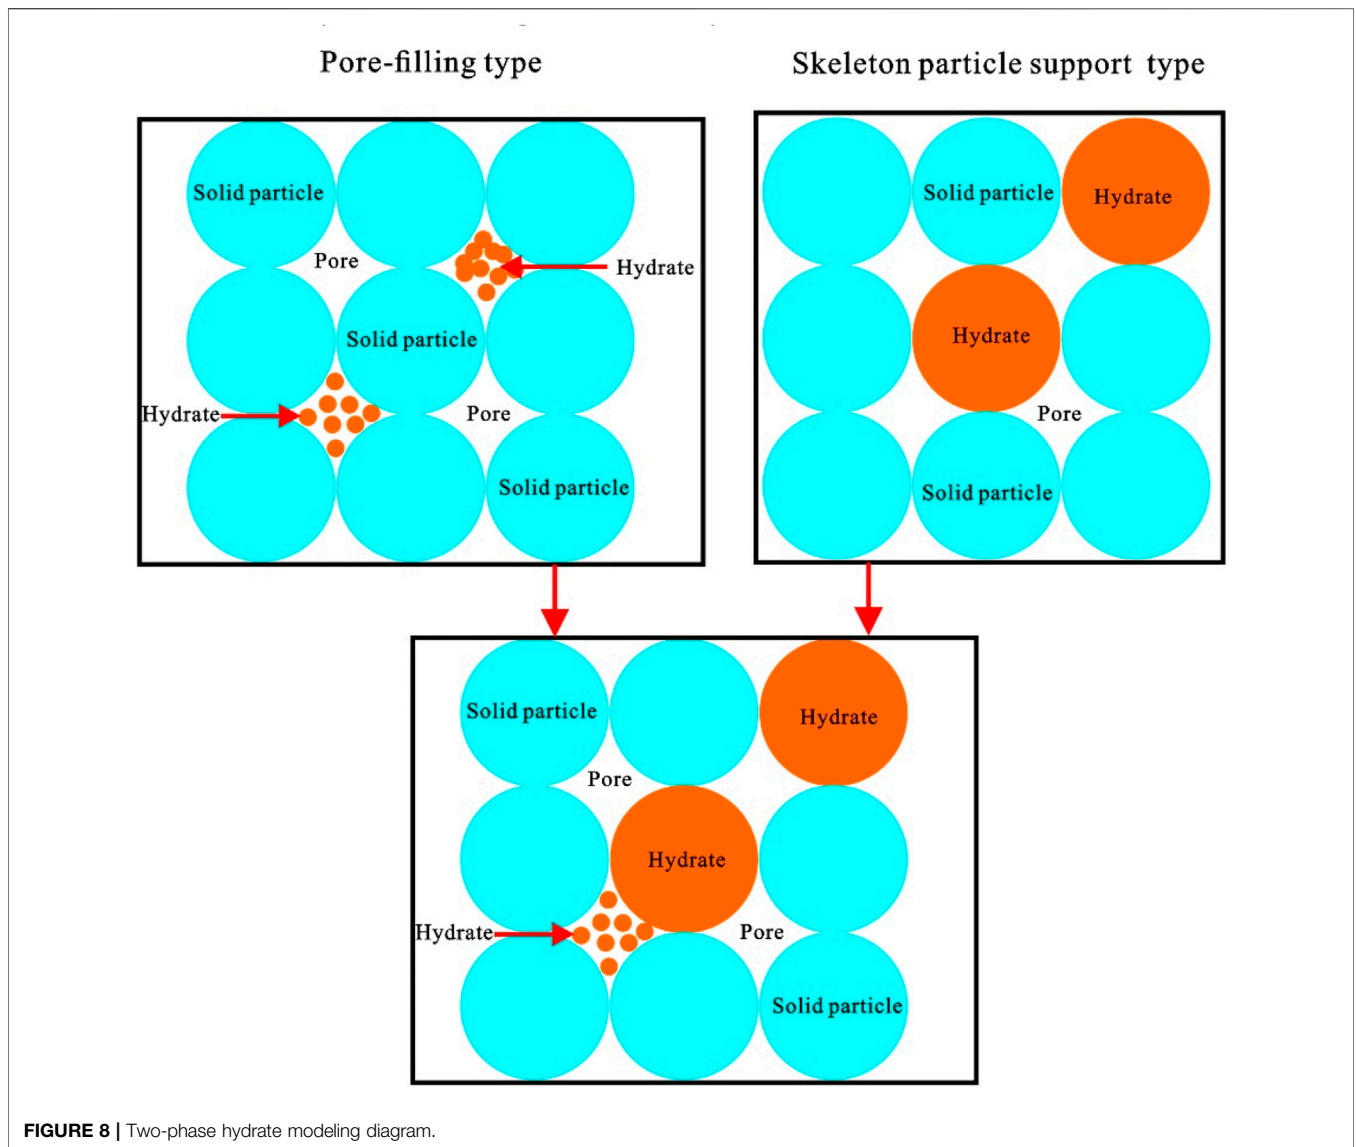 Pore-filling type
Skeleton particle support type
Solid particle
Pore
Hydrate
Solid particle
Hydrate
Pore
Solid particle
Solid particle
Hydrate
Hydrate
Pore
Solid particle
Solid particle
Hydrate
Pore
Hydrate
Hydrate
Pore
Solid particle
FIGURE 8 | Two-phase hydrate modeling diagram.